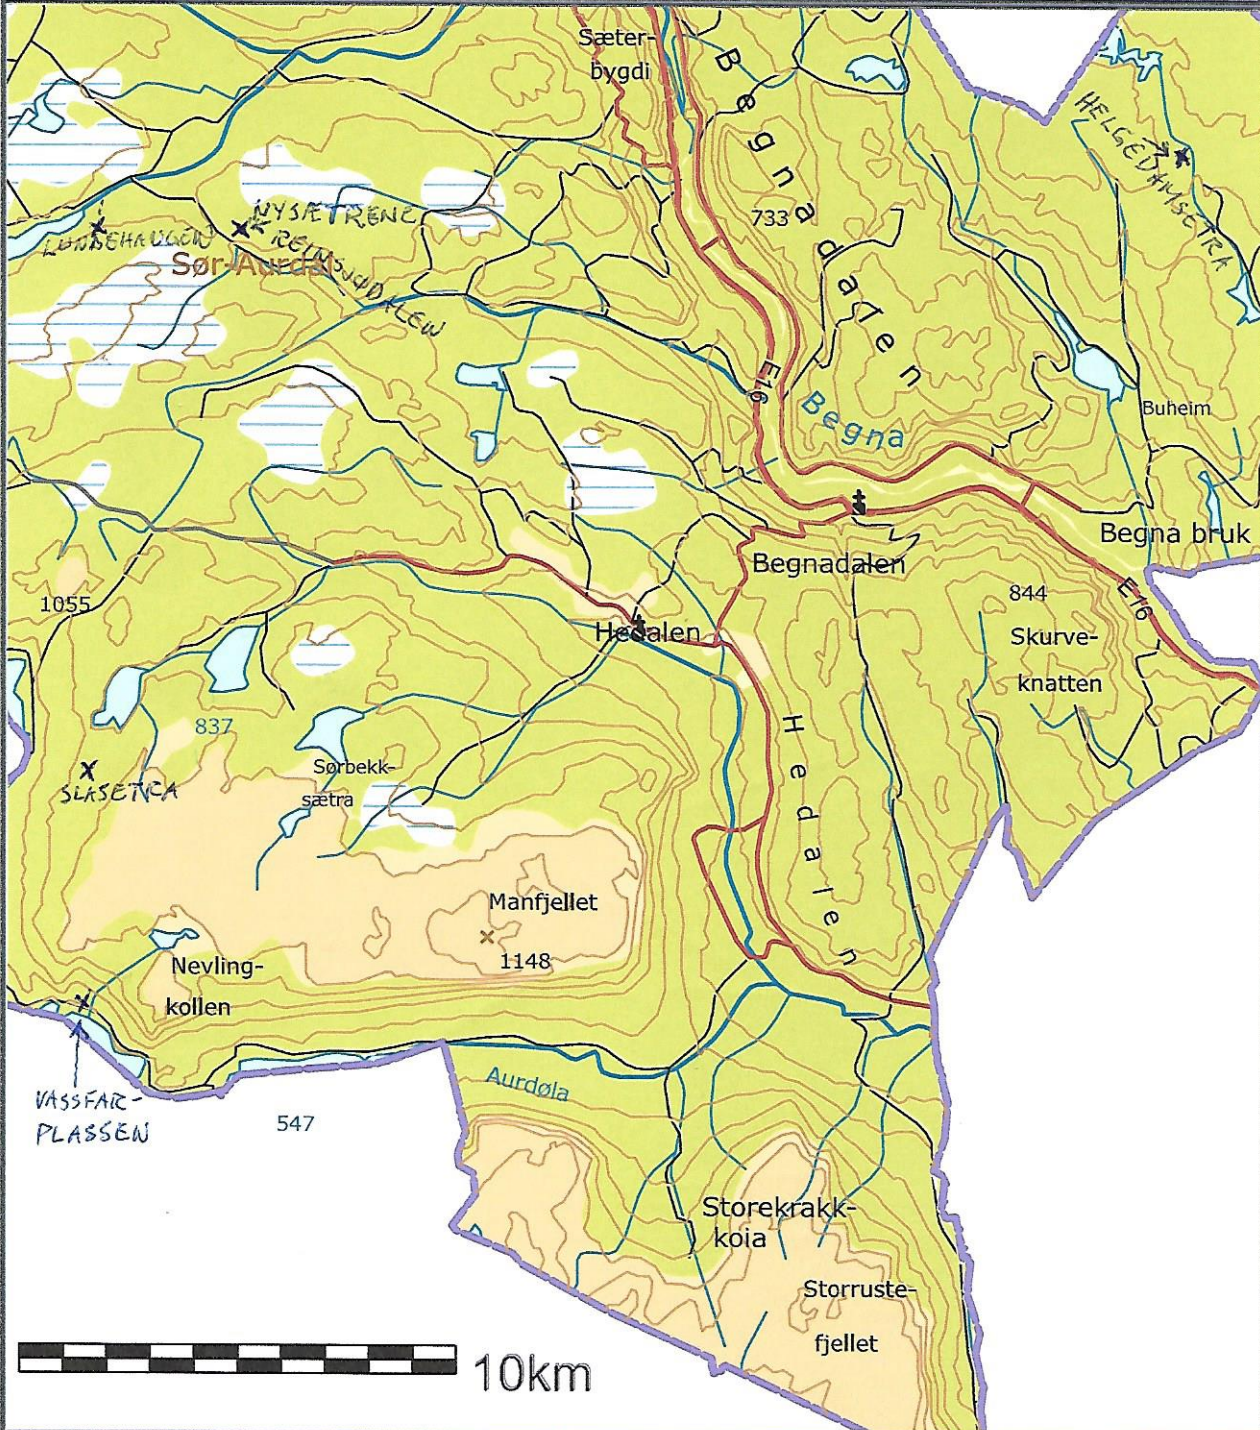 Sæter-
bygdi
Begnadalen
HELGEDAMSETRA
NYSÆTRENE
REINSJØDALEN
LUNDEHAUGEN
Sør-Aurdal
733
E16
Begna
Buheim
Begna bruk
Begnadalen
E16
844
Skurve-
knatten
1055
Hedalen
837
Hedalen
SLASETRA
Sørbekk-
sætra
Manfjellet
1148
Nevling-
kollen
VASSFAR-
PLASSEN
547
Aurdøla
Storekrakk-
koia
Storruste-
fjellet
10km